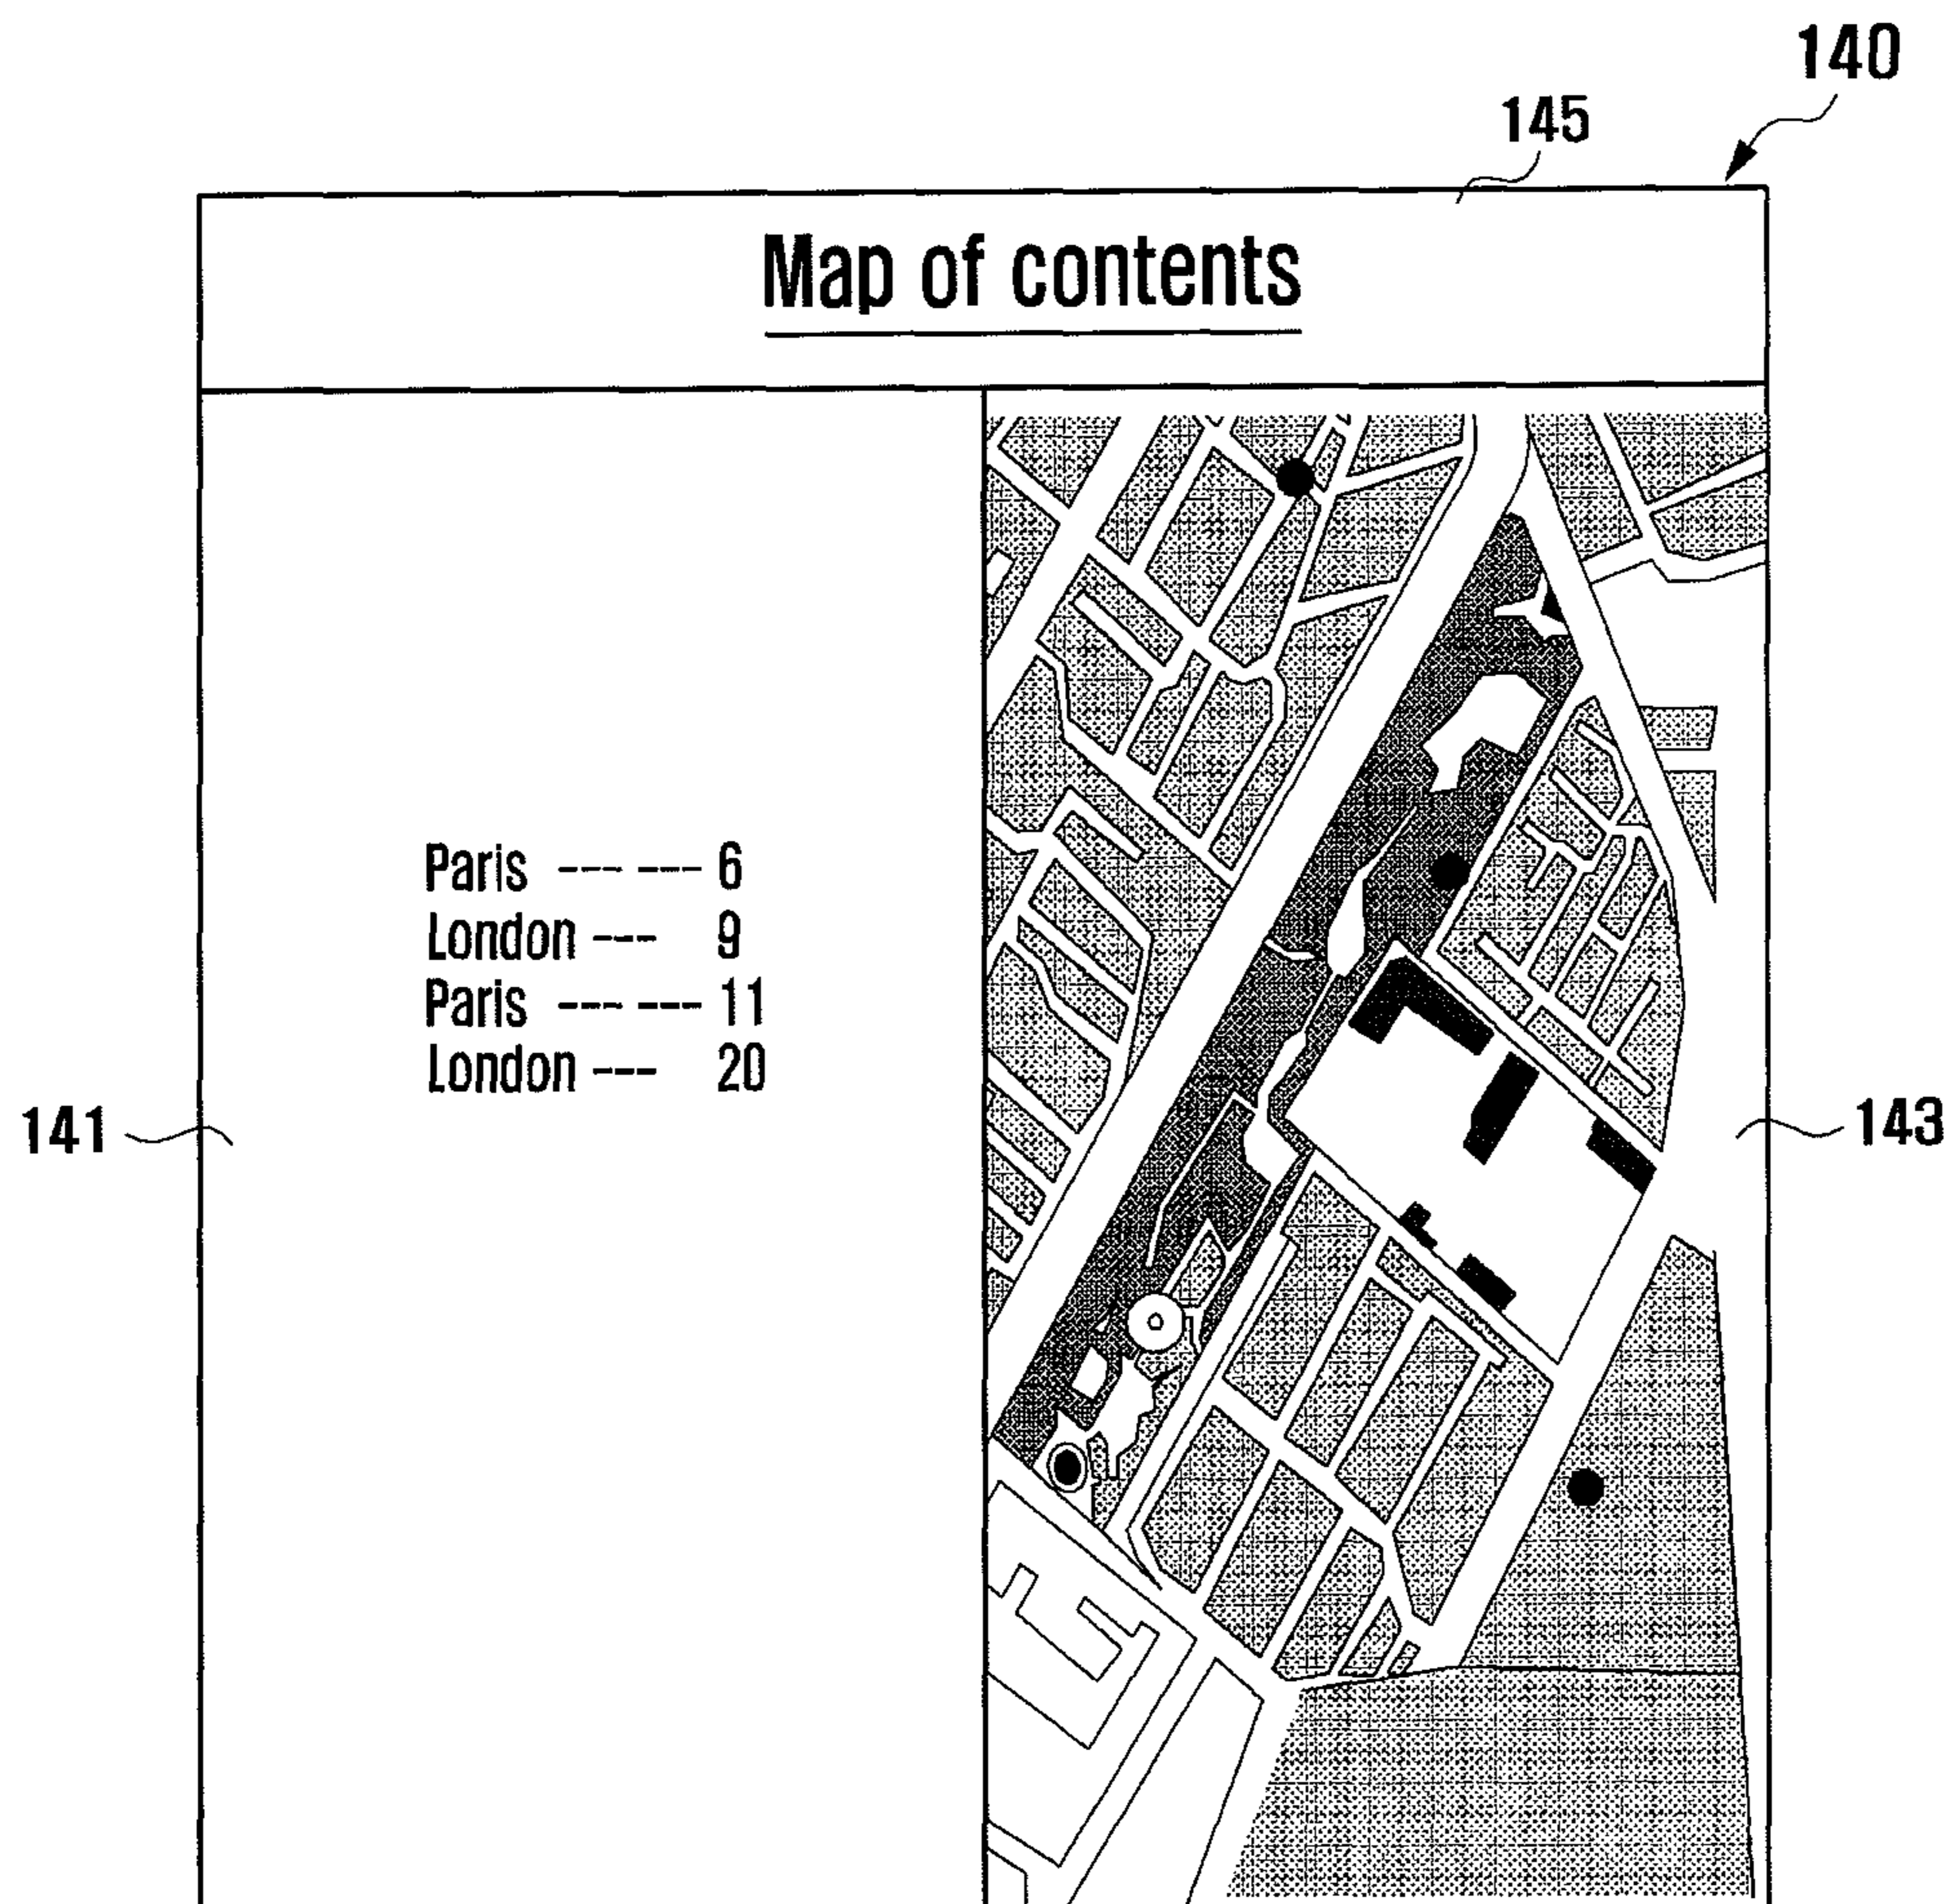 140
145
Map of contents
Paris --- --- 6
London --- 9
Paris --- --- 11
London --- 20
141
143